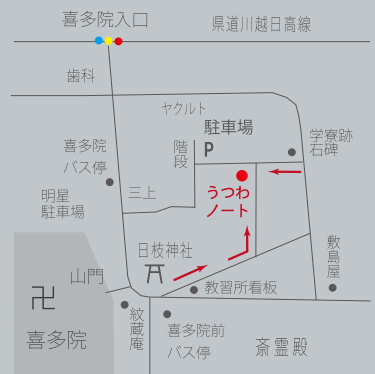 喜多院入口
県道川越日高線
歯科
ヤクルト
駐車場
P
階段
学寮跡
石碑
喜多院
バス停
うつわ
ノート
明星
駐車場
三上
日枝神社
敷島屋
山門
教習所看板
卍
喜多院
紋蔵庵
喜多院前
バス停
斎霊殿